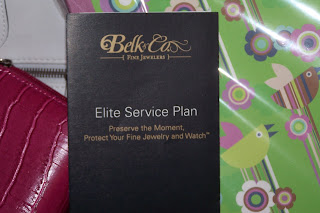 Belk & Co.
{ FINE JEWELERS }
Elite Service Plan
Preserve the Moment,
Protect Your Fine Jewelry and Watch™